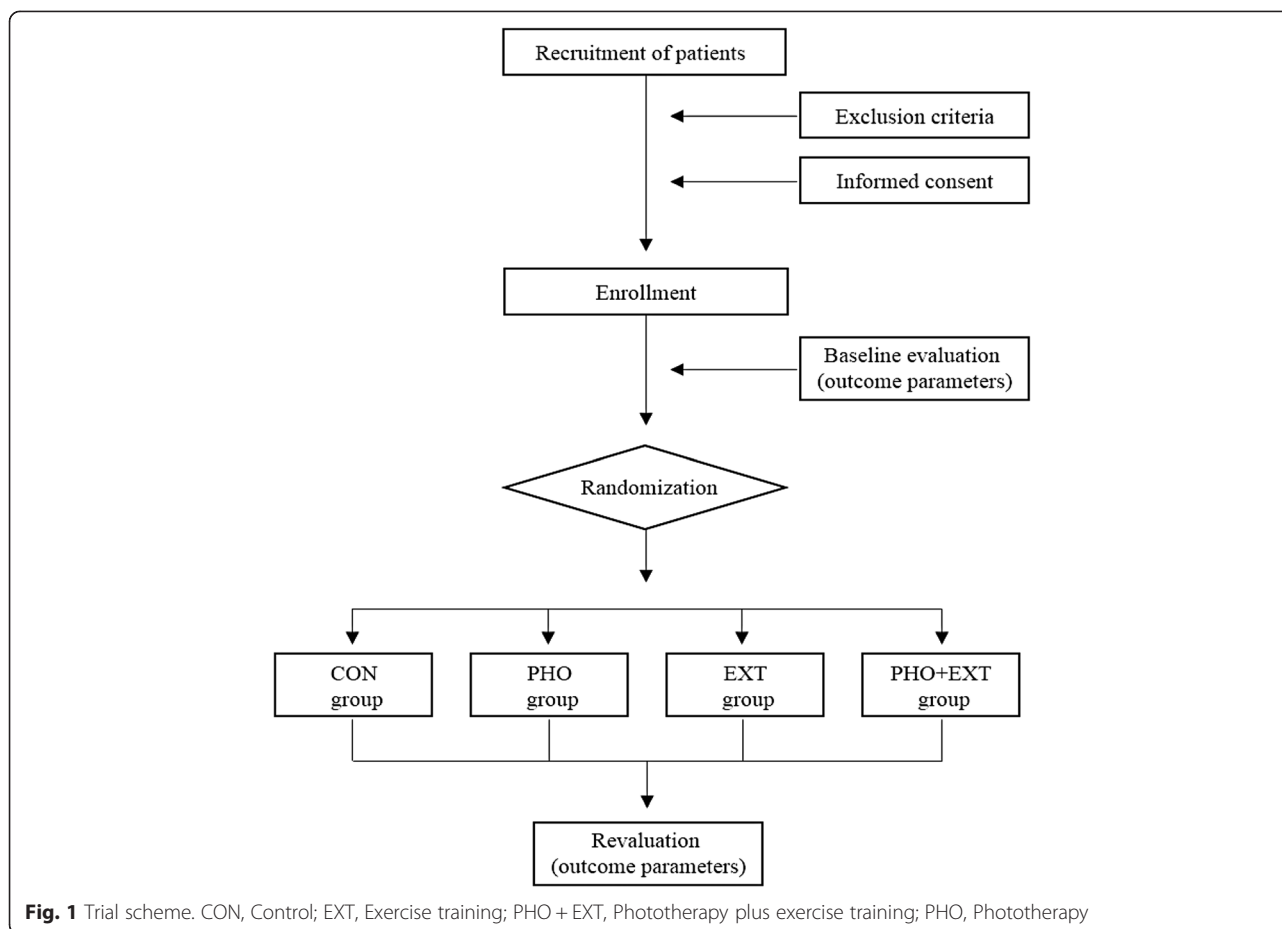 Recruitment of patients
Exclusion criteria
Informed consent
Enrollment
Baseline evaluation
(outcome parameters)
Randomization
CON
group
PHO
group
EXT
group
PHO+EXT
group
Revaluation
(outcome parameters)
Fig. 1 Trial scheme. CON, Control; EXT, Exercise training; PHO + EXT, Phototherapy plus exercise training; PHO, Phototherapy